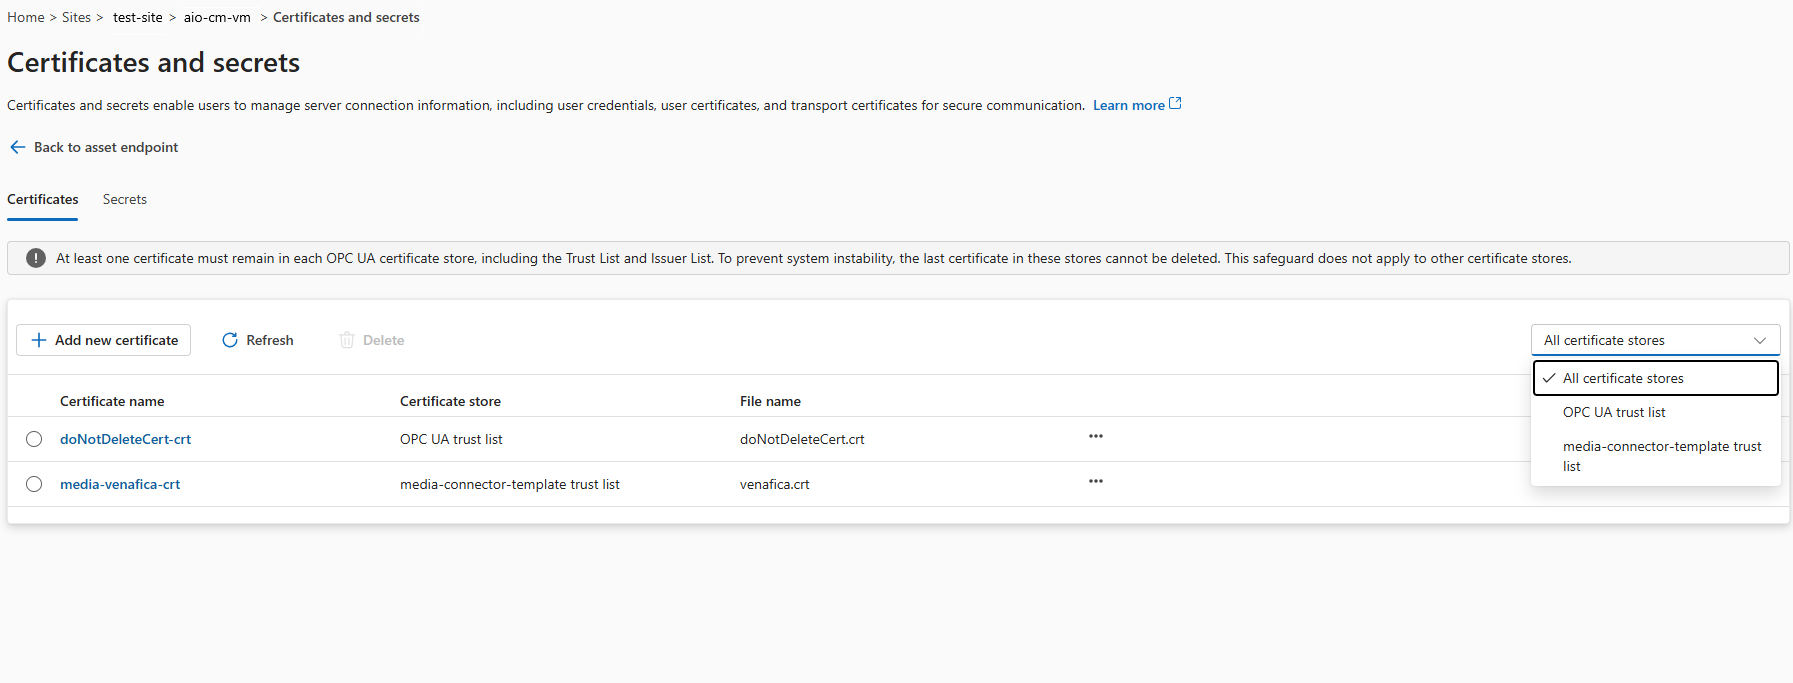 Home > Sites > test-site > aio-cm-vm > Certificates and secrets
Certificates and secrets
Certificates and secrets enable users to manage server connection information, including user credentials, user certificates, and transport certificates for secure communication. Learn more
Back to asset endpoint
Certificates Secrets
At least one certificate must remain in each OPC UA certificate store, including the Trust List and Issuer List. To prevent system instability, the last certificate in these stores cannot be deleted. This safeguard does not apply to other certificate stores.
Add new certificate Refresh Delete All certificate stores
All certificate stores
OPC UA trust list
media-connector-template trust
list
Certificate name Certificate store File name
doNotDeleteCert-crt OPC UA trust list doNotDeleteCert.crt
media-venafica-crt media-connector-template trust list venafica.crt